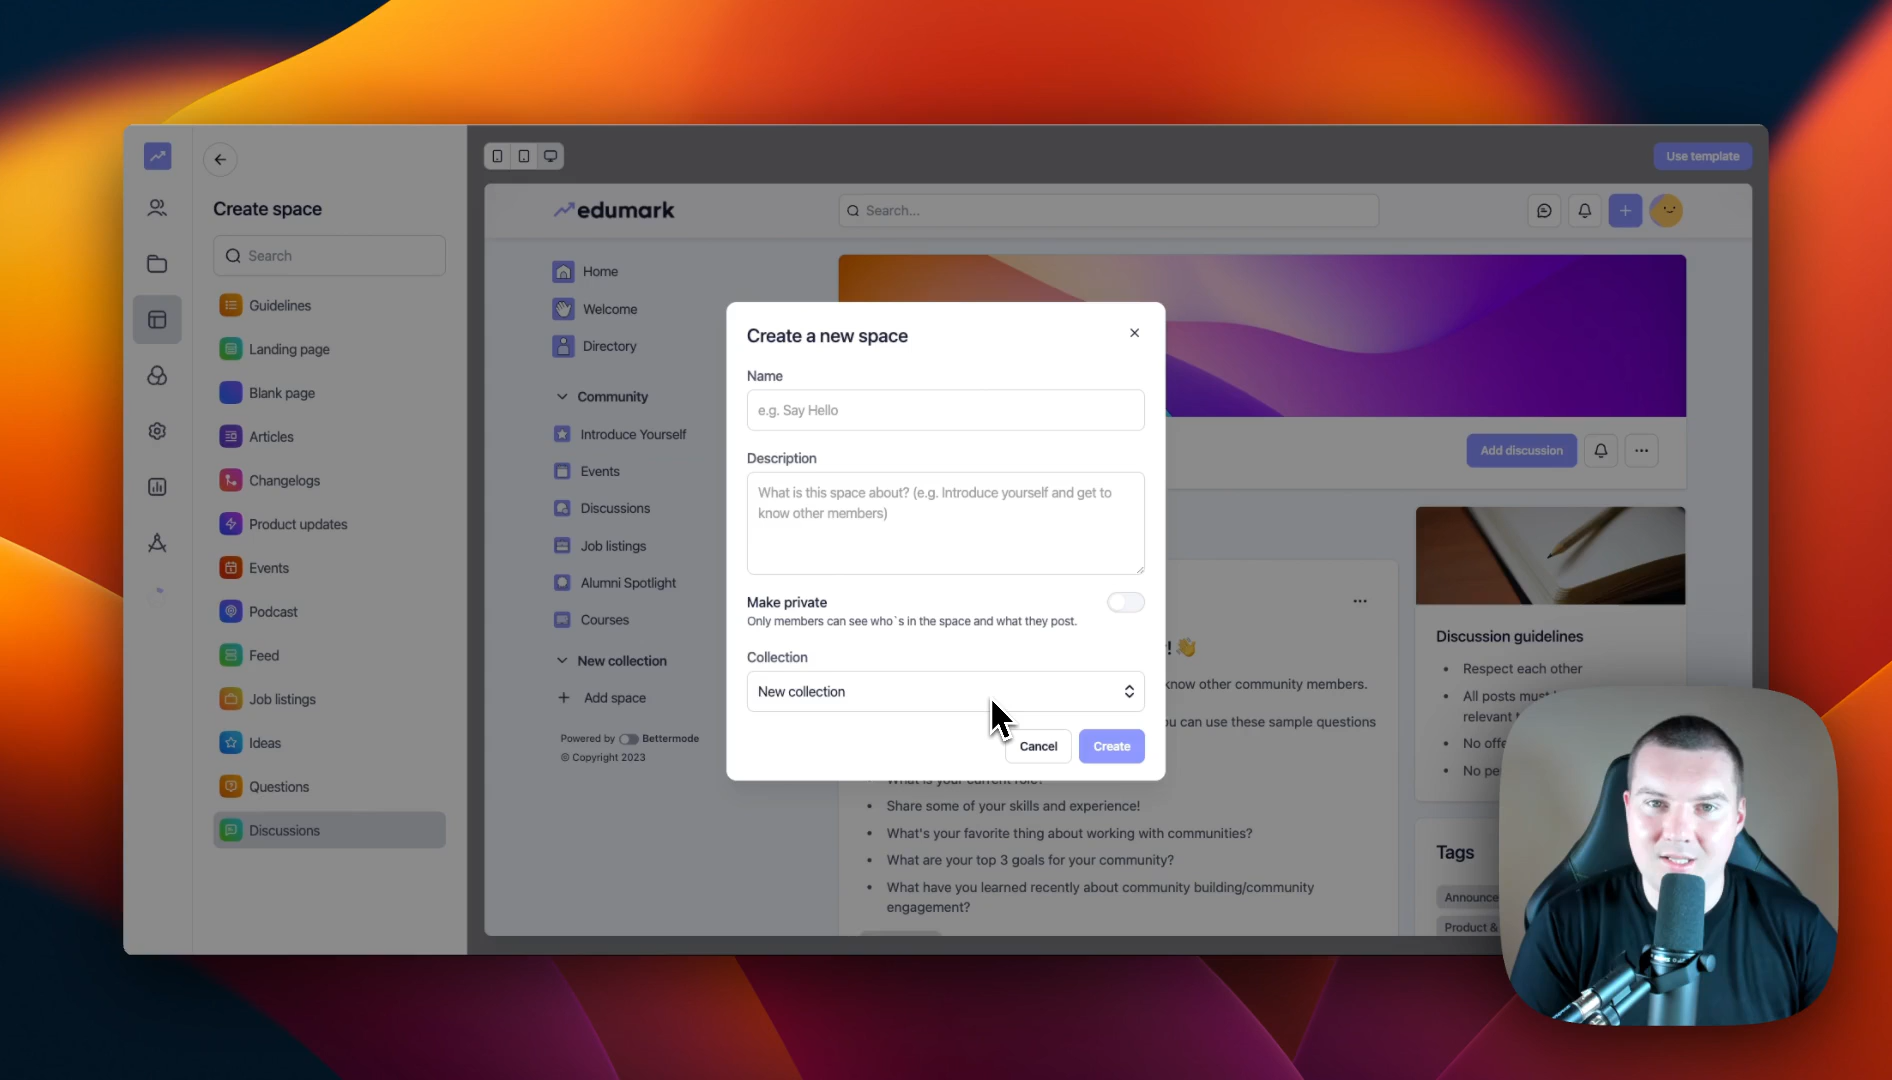 Use template
Create space
Search
Guidelines
Landing page
Blank page
Articles
Changelogs
Product updates
Events
Podcast
Feed
Job listings
Ideas
Questions
Discussions
edumark
Search...
Home
Welcome
Directory
Community
Introduce Yourself
Events
Discussions
Job listings
Alumni Spotlight
Courses
New collection
Add space
Powered by Bettermode
© Copyright 2023
Create a new space
Name
e.g. Say Hello
Description
What is this space about? (e.g. Introduce yourself and get to
know other members)
Make private
Only members can see who`s in the space and what they post.
Collection
New collection
Cancel
Create
Add discussion
! 👋
know other community members.
u can use these sample questions
What is your current role?
Share some of your skills and experience!
What's your favorite thing about working with communities?
What are your top 3 goals for your community?
What have you learned recently about community building/community
engagement?
Discussion guidelines
Respect each other
All posts must
relevant
No offe
No pe
Tags
Announce
Product &